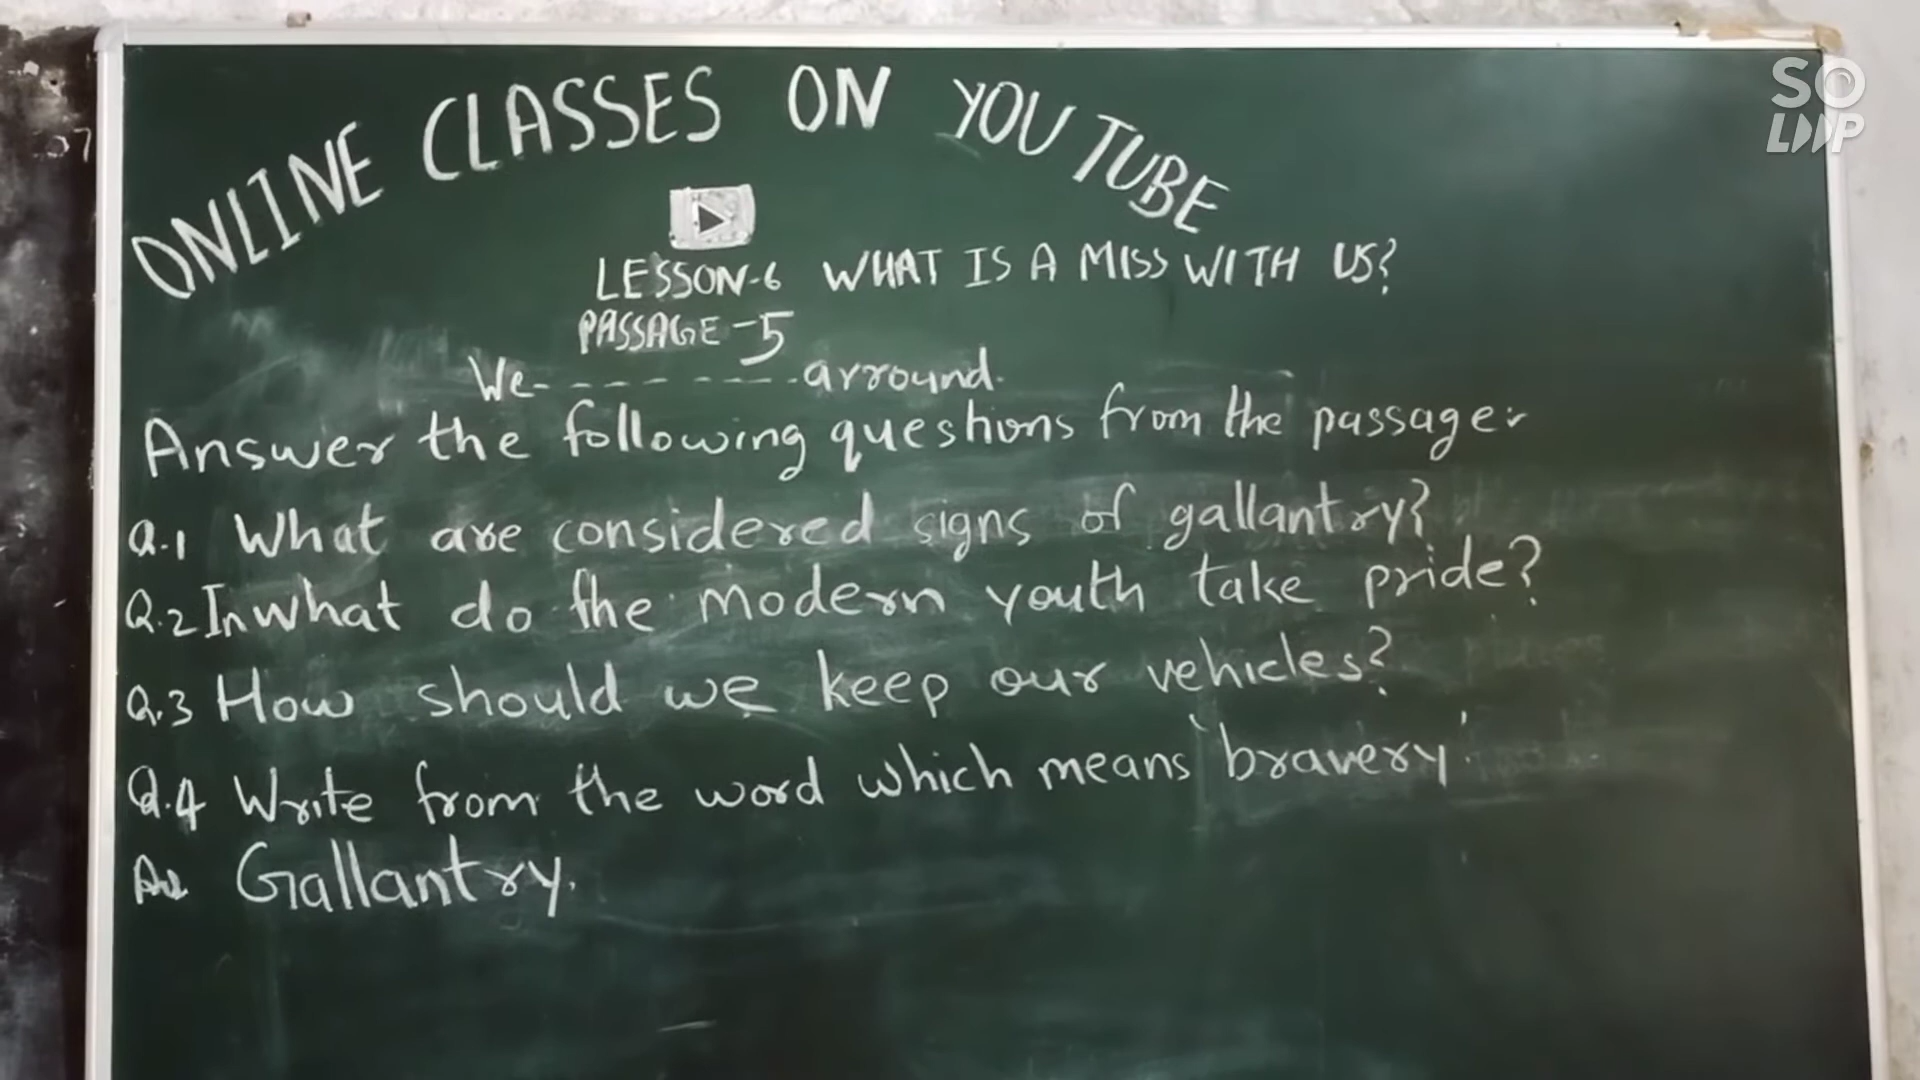 ONLINE CLASSES ON YOU TUBE
SO
LOOP
LESSON-6 WHAT IS A MISS WITH US?
PASSAGE-5
We- - - - - - - - - arround.
Answer the following questions from the passage:-
Q.1 What are considered signs of gallantry?
Q.2 In what do the modern youth take pride?
Q.3 How should we keep our vehicles?
Q.4 Write from the word which means 'bravery'
Ans Gallantry.